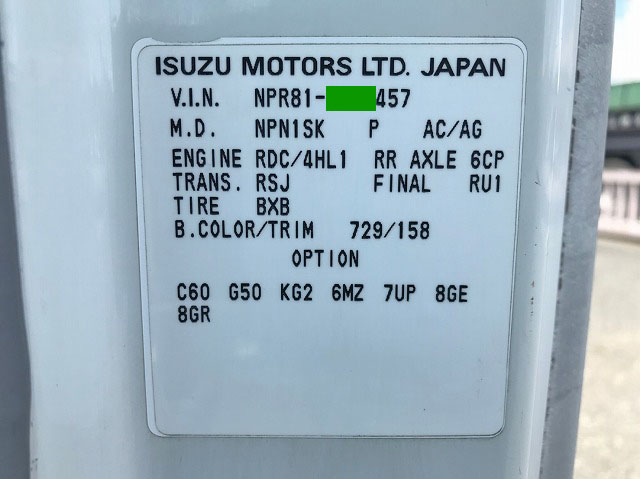 ISUZU MOTORS LTD. JAPAN
V.I.N. NPR81- 457
M.D. NPN1SK P AC/AG
ENGINE RDC/4HL1 RR AXLE 6CP
TRANS. RSJ FINAL RU1
TIRE BXB
B.COLOR/TRIM 729/158
OPTION
C60 G50 KG2 6MZ 7UP 8GE
8GR